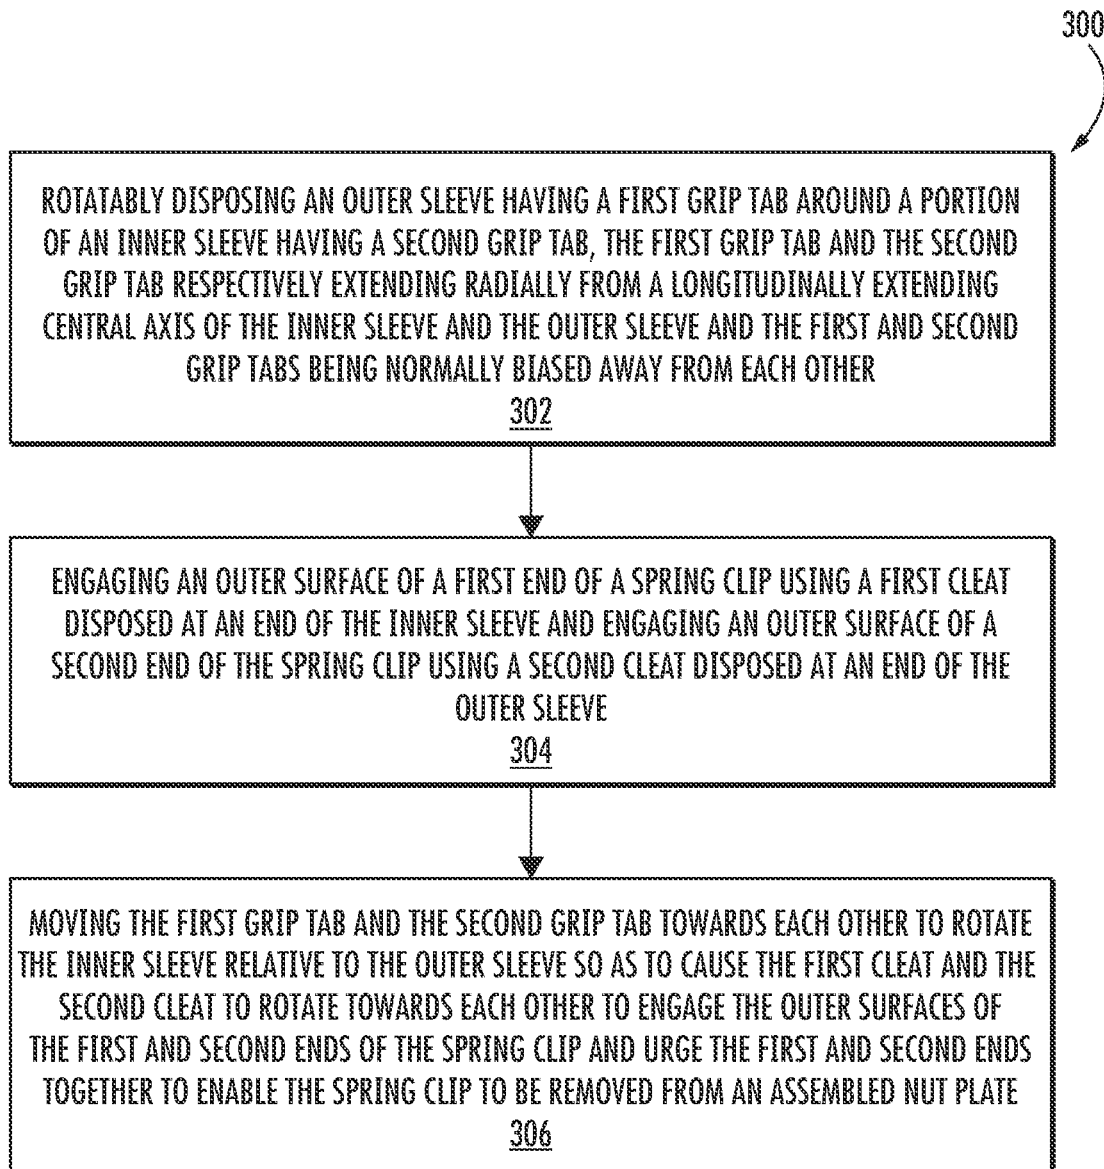 300
ROTATABLY DISPOSING AN OUTER SLEEVE HAVING A FIRST GRIP TAB AROUND A PORTION
OF AN INNER SLEEVE HAVING A SECOND GRIP TAB, THE FIRST GRIP TAB AND THE SECOND
GRIP TAB RESPECTIVELY EXTENDING RADIALLY FROM A LONGITUDINALLY EXTENDING
CENTRAL AXIS OF THE INNER SLEEVE AND THE OUTER SLEEVE AND THE FIRST AND SECOND
GRIP TABS BEING NORMALLY BIASED AWAY FROM EACH OTHER
302
ENGAGING AN OUTER SURFACE OF A FIRST END OF A SPRING CLIP USING A FIRST CLEAT
DISPOSED AT AN END OF THE INNER SLEEVE AND ENGAGING AN OUTER SURFACE OF A
SECOND END OF THE SPRING CLIP USING A SECOND CLEAT DISPOSED AT AN END OF THE
OUTER SLEEVE
304
MOVING THE FIRST GRIP TAB AND THE SECOND GRIP TAB TOWARDS EACH OTHER TO ROTATE
THE INNER SLEEVE RELATIVE TO THE OUTER SLEEVE SO AS TO CAUSE THE FIRST CLEAT AND THE
SECOND CLEAT TO ROTATE TOWARDS EACH OTHER TO ENGAGE THE OUTER SURFACES OF
THE FIRST AND SECOND ENDS OF THE SPRING CLIP AND URGE THE FIRST AND SECOND ENDS
TOGETHER TO ENABLE THE SPRING CLIP TO BE REMOVED FROM AN ASSEMBLED NUT PLATE
306